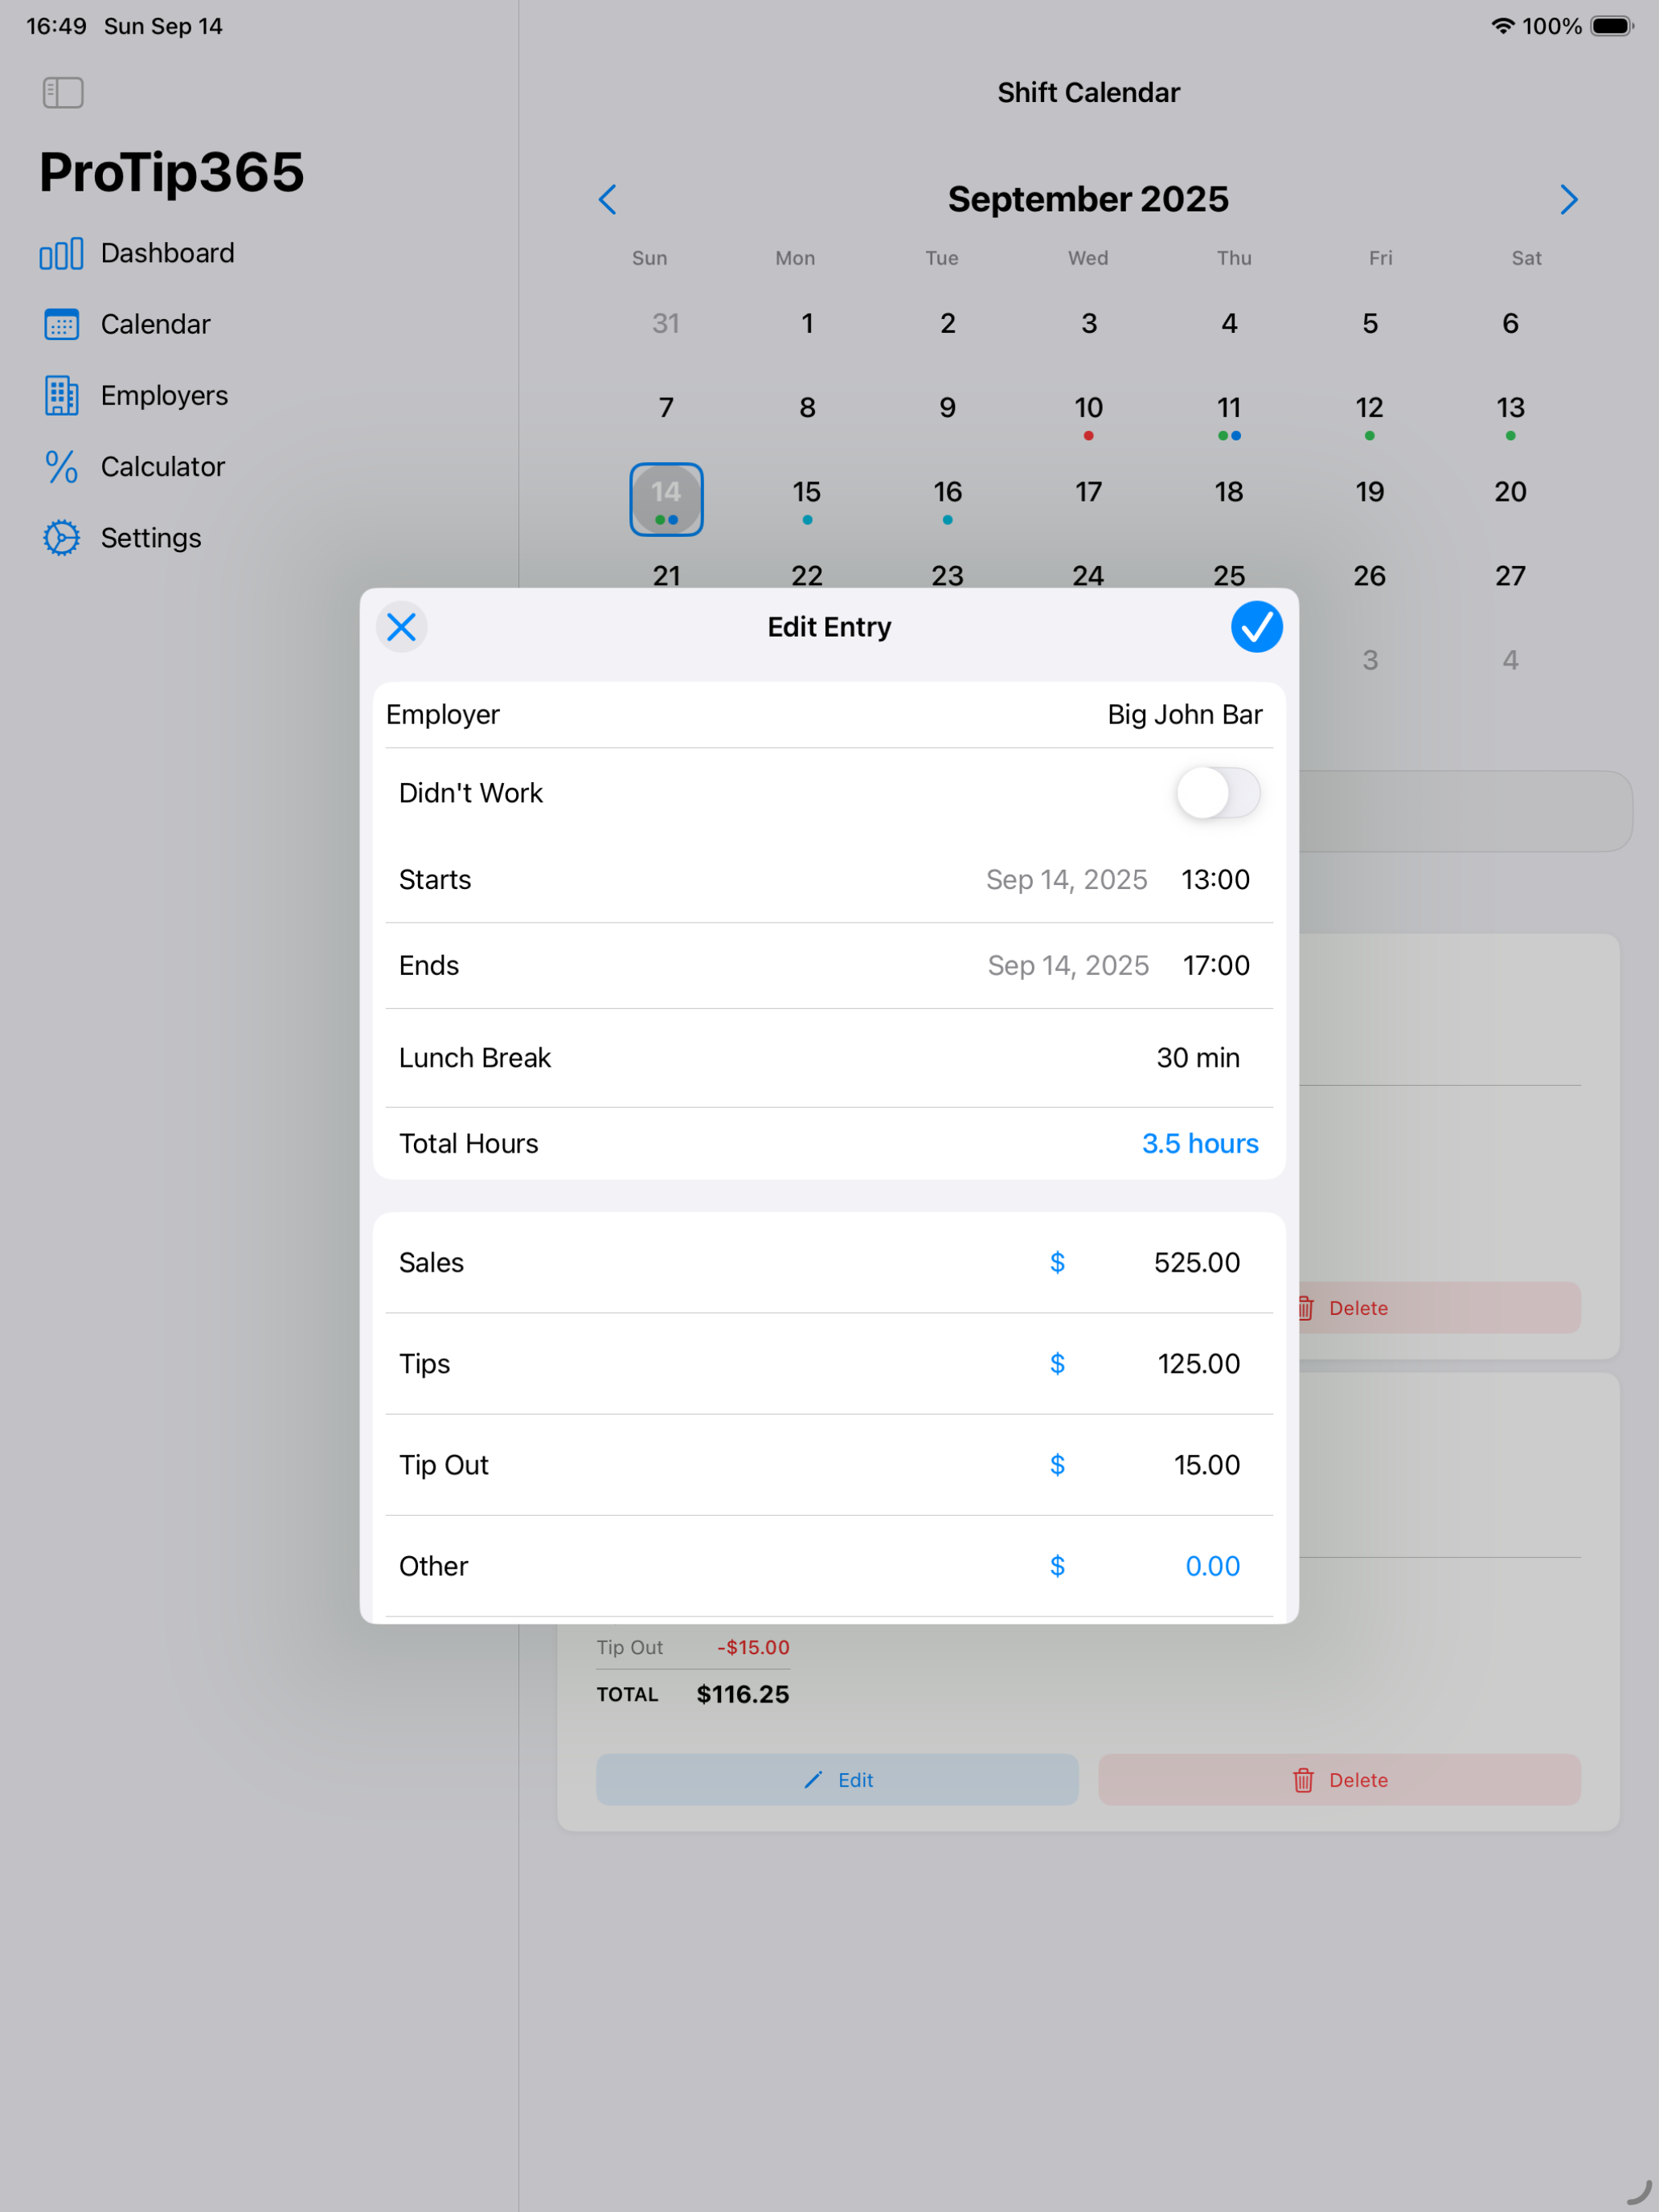 16:49 Sun Sep 14
100%
ProTip365
Dashboard
Calendar
Employers
Calculator
Settings
Shift Calendar
September 2025
Sun Mon Tue Wed Thu Fri Sat
31 1 2 3 4 5 6
7 8 9 10 11 12 13
14 15 16 17 18 19 20
21 22 23 24 25 26 27
3 4
Edit Entry
Employer Big John Bar
Didn't Work
Starts Sep 14, 2025 13:00
Ends Sep 14, 2025 17:00
Lunch Break 30 min
Total Hours 3.5 hours
Sales $ 525.00
Delete
Tips $ 125.00
Tip Out $ 15.00
Other $ 0.00
Tip Out -$15.00
TOTAL $116.25
Edit
Delete